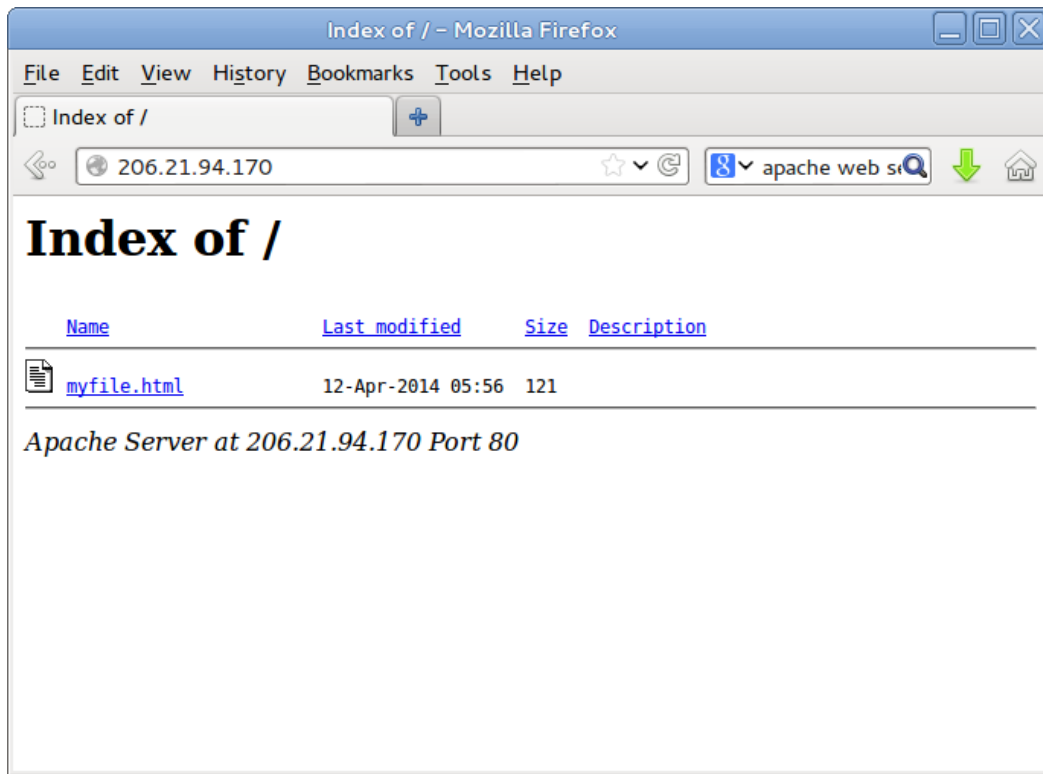 Index of / – Mozilla Firefox
File Edit View History Bookmarks Tools Help
Index of /
206.21.94.170 8 apache web
Index of /
Name Last modified Size Description
myfile.html 12-Apr-2014 05:56 121
Apache Server at 206.21.94.170 Port 80